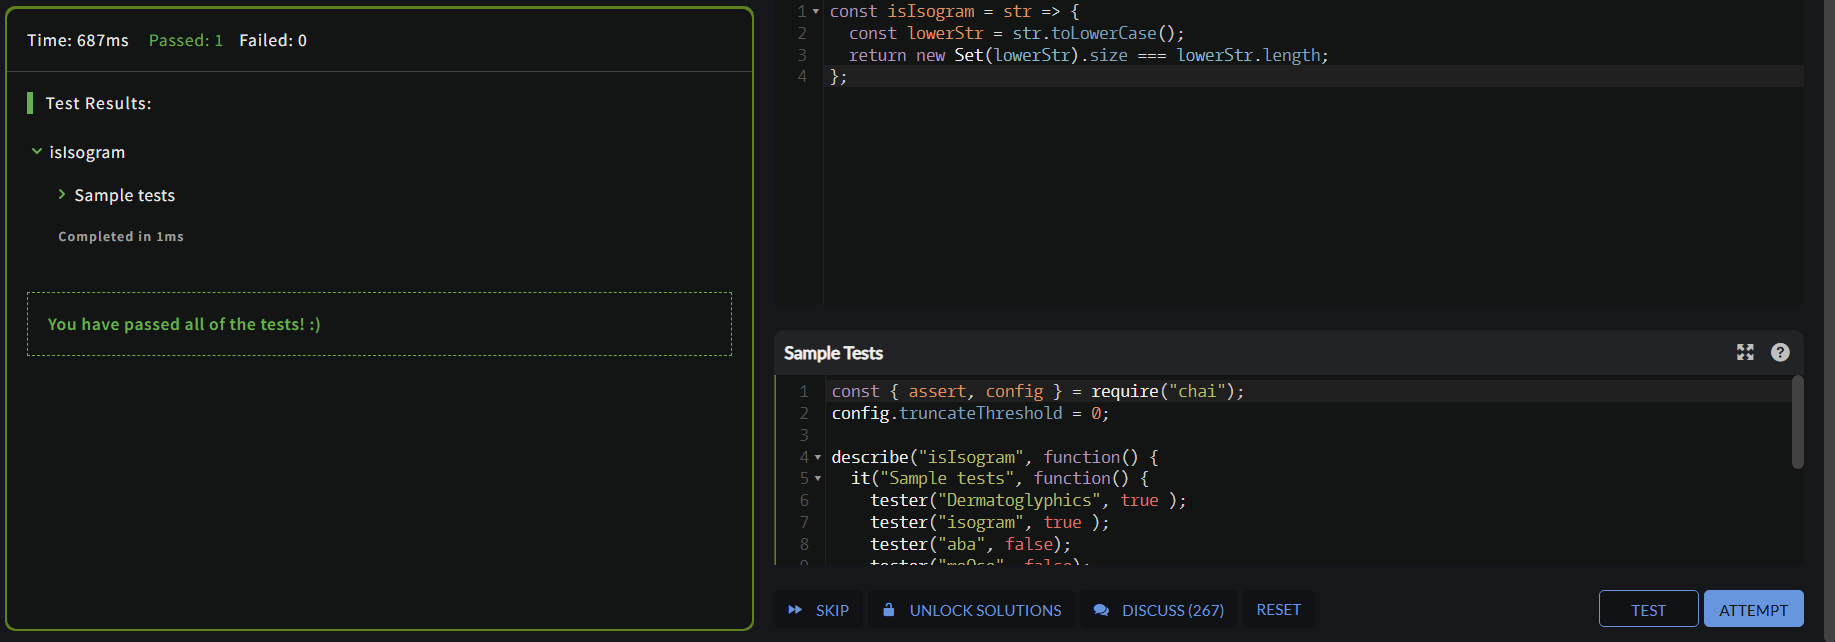 Time: 687ms Passed: 1 Failed: 0
Test Results:
isIsogram
Sample tests
Completed in 1ms
You have passed all of the tests! :)
1 const isIsogram = str => {
2 const lowerStr = str.toLowerCase();
3 return new Set(lowerStr).size === lowerStr.length;
4 };
Sample Tests
1 const { assert, config } = require("chai");
2 config.truncateThreshold = 0;
3
4 describe("isIsogram", function() {
5 it("Sample tests", function() {
6 tester("Dermatoglyphics", true );
7 tester("isogram", true );
8 tester("aba", false);
SKIP UNLOCK SOLUTIONS DISCUSS (267) RESET TEST ATTEMPT